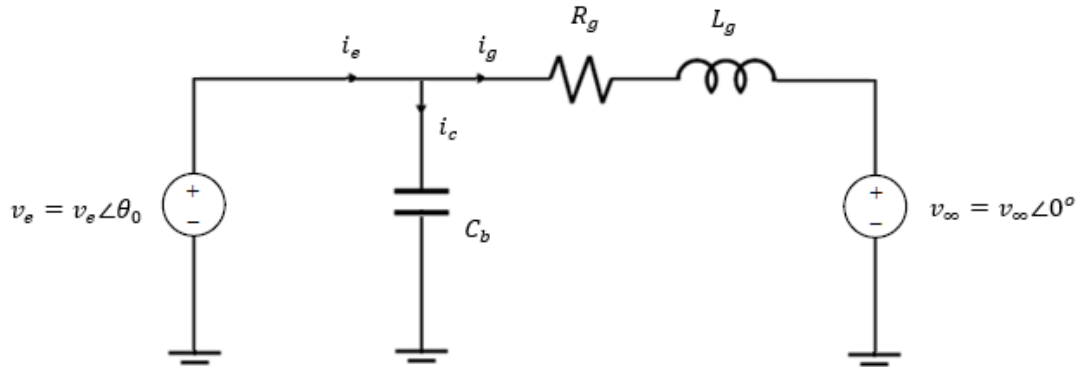 R_g L_g
i_e i_g
i_c
v_e = v_e∠θ_0
+
−
C_b
+
−
v_∞ = v_∞∠0^o